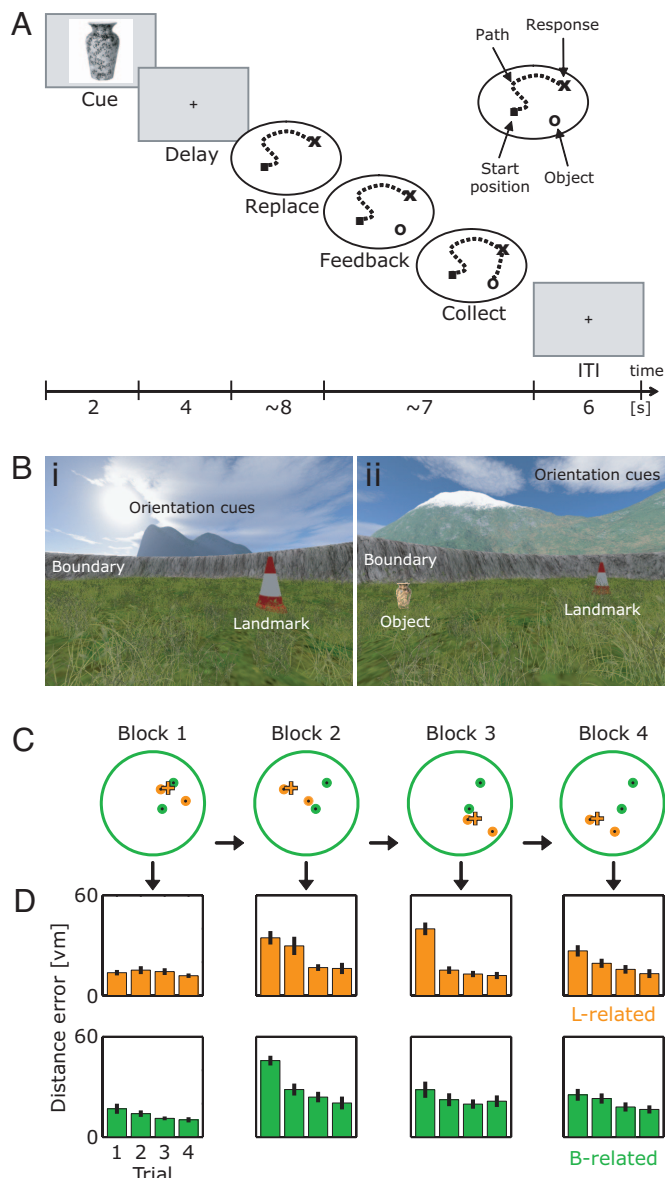 A
Cue
+
Delay
Replace
Feedback
Collect
+
ITI
Path
Response
X
O
Start position
Object
X
X
O
X
O
time
2 4 ~8 ~7 6 [s]
B
i
Orientation cues
Boundary
Landmark
ii
Orientation cues
Boundary
Object
Landmark
C
Block 1 Block 2 Block 3 Block 4
D
Distance error [vm]
60
0
L-related
60
0
1 2 3 4
Trial
B-related